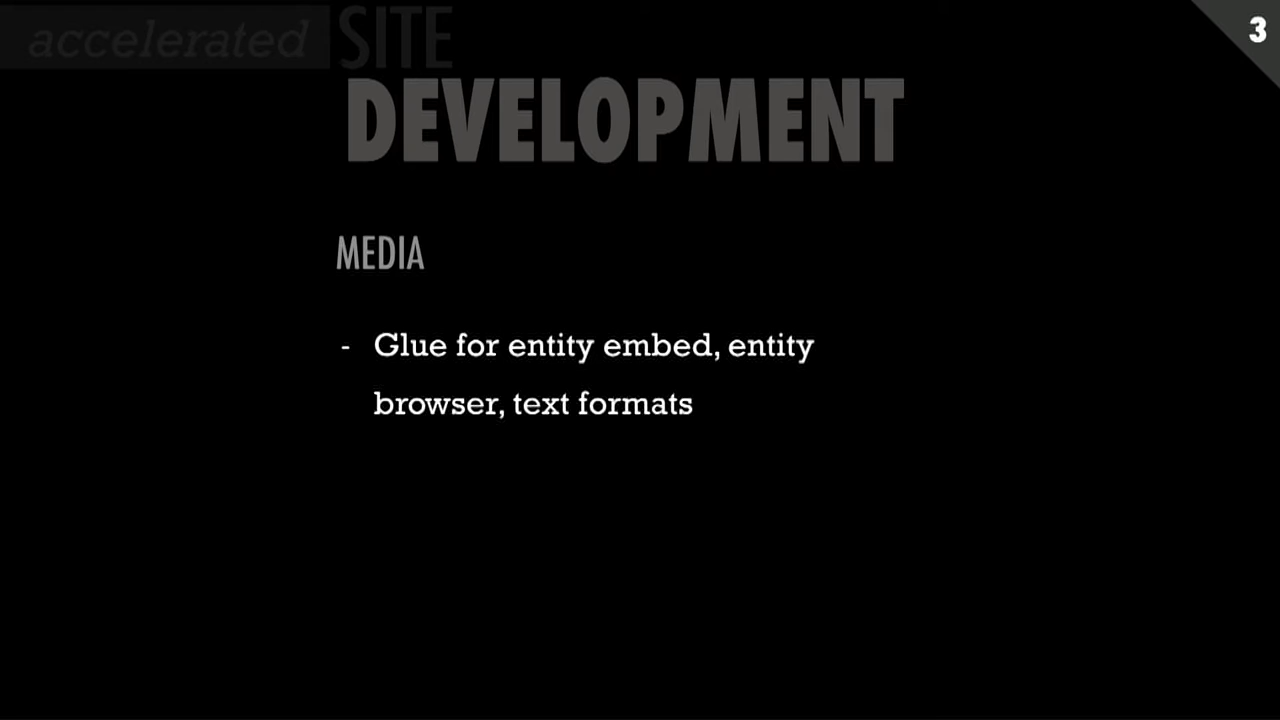 accelerated SITE
3
DEVELOPMENT
MEDIA
- Glue for entity embed, entity
browser, text formats